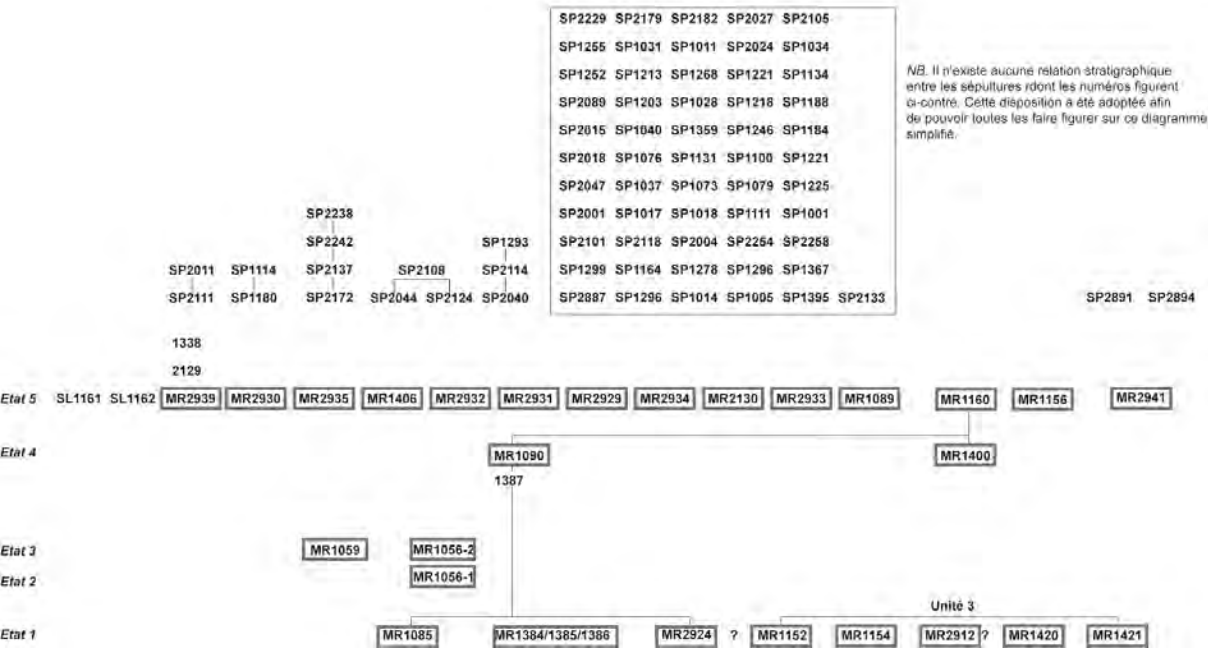 SP2229 SP2179 SP2182 SP2027 SP2105
SP1255 SP1031 SP1011 SP2024 SP1034
SP1252 SP1213 SP1268 SP1221 SP1134
SP2089 SP1203 SP1028 SP1218 SP1188
SP2015 SP1040 SP1359 SP1246 SP1184
SP2018 SP1076 SP1131 SP1100 SP1221
SP2047 SP1037 SP1073 SP1079 SP1225
SP2001 SP1017 SP1018 SP1111 SP1001
SP2101 SP2118 SP2004 SP2254 SP2258
SP1299 SP1164 SP1278 SP1296 SP1367
SP2887 SP1296 SP1014 SP1005 SP1395 SP2133
NB. Il n'existe aucune relation stratigraphique
entre les sépultures rdont les numéros figurent
ci-contre. Cette disposition a été adoptée afin
de pouvoir toutes les faire figurer sur ce diagramme
simplifié.
SP2238
SP2242 SP1293
SP2011 SP1114 SP2137 SP2108 SP2114
SP2111 SP1180 SP2172 SP2044 SP2124 SP2040
SP2891 SP2894
1338
2129
Etat 5 SL1161 SL1162 MR2939 MR2930 MR2935 MR1406 MR2932 MR2931 MR2929 MR2934 MR2130 MR2933 MR1089 MR1160 MR1156 MR2941
Etat 4 MR1090 MR1400
1387
Etat 3 MR1059 MR1056-2
Etat 2 MR1056-1
Unité 3
Etat 1 MR1085 MR1384/1385/1386 MR2924 ? MR1152 MR1154 MR2912 ? MR1420 MR1421